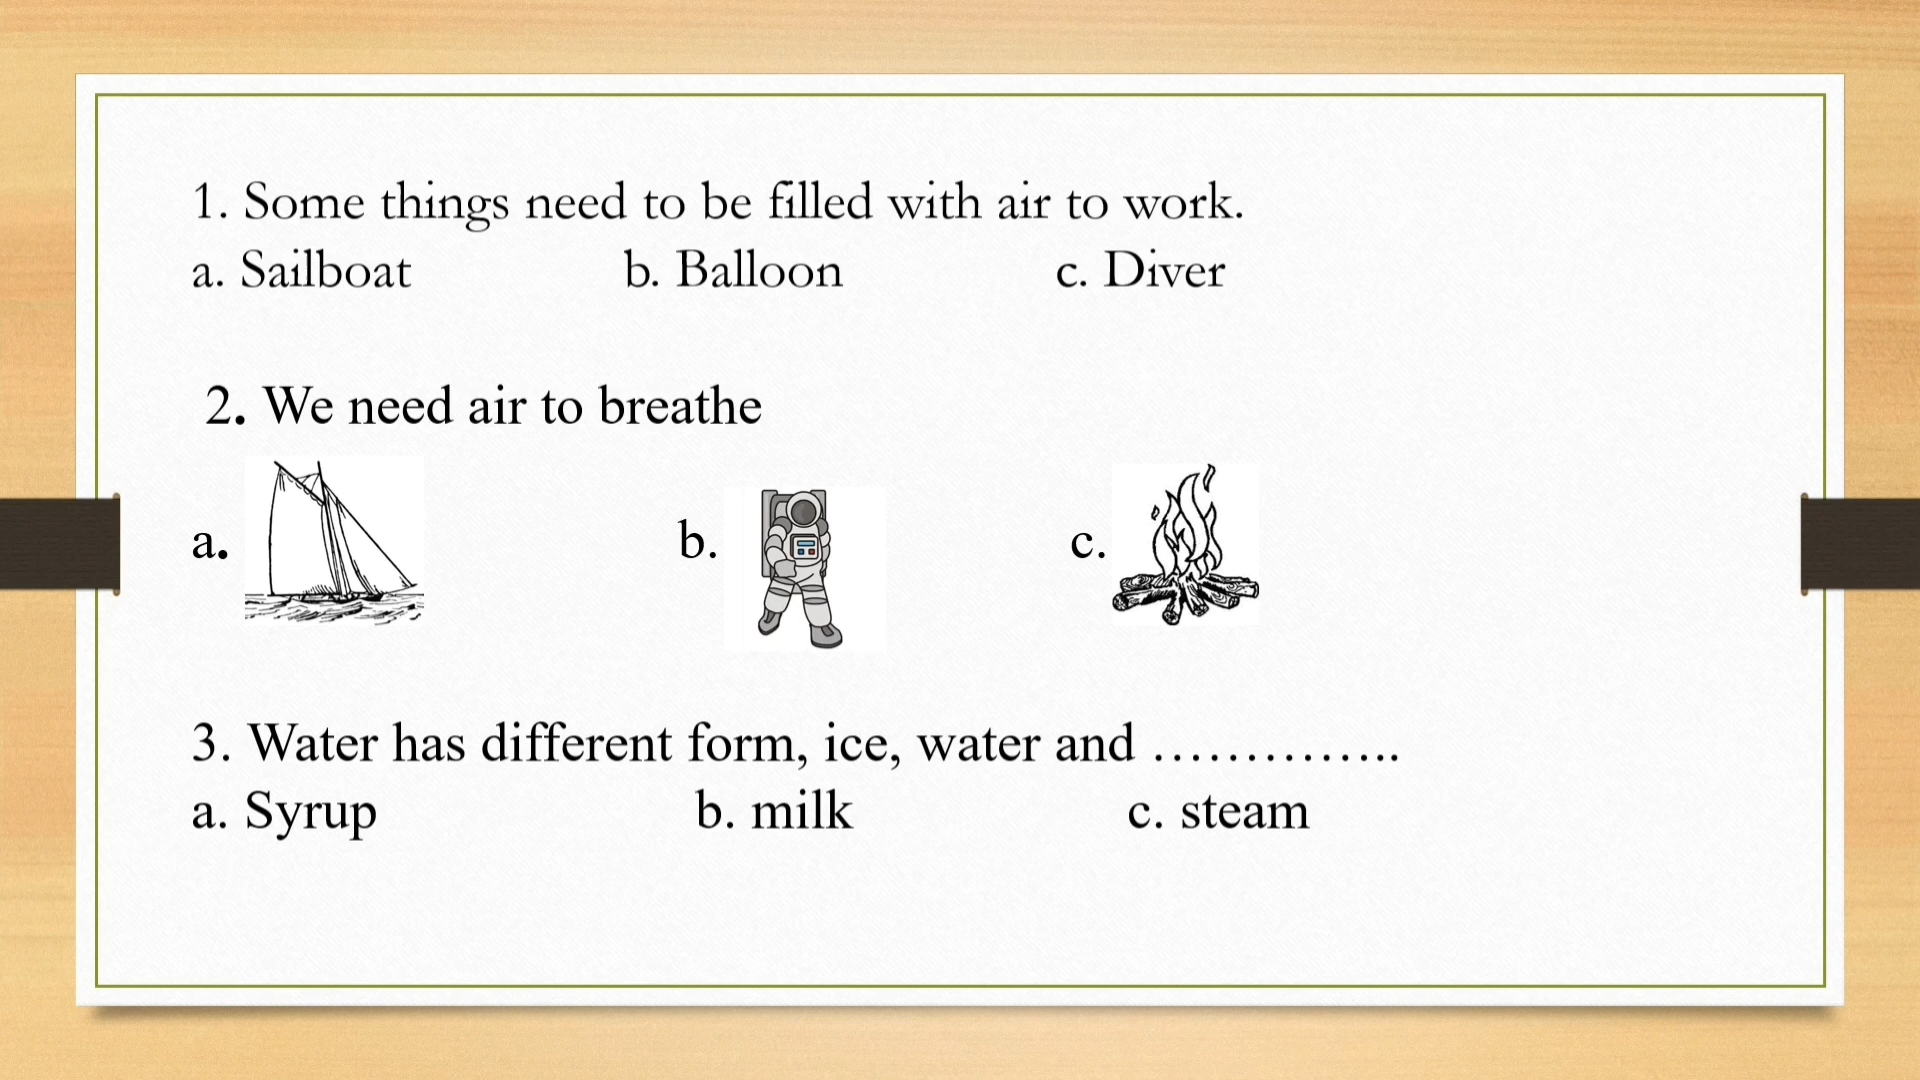 1. Some things need to be filled with air to work.
a. Sailboat b. Balloon c. Diver
2. We need air to breathe
a. b. c.
3. Water has different form, ice, water and …………..
a. Syrup b. milk c. steam